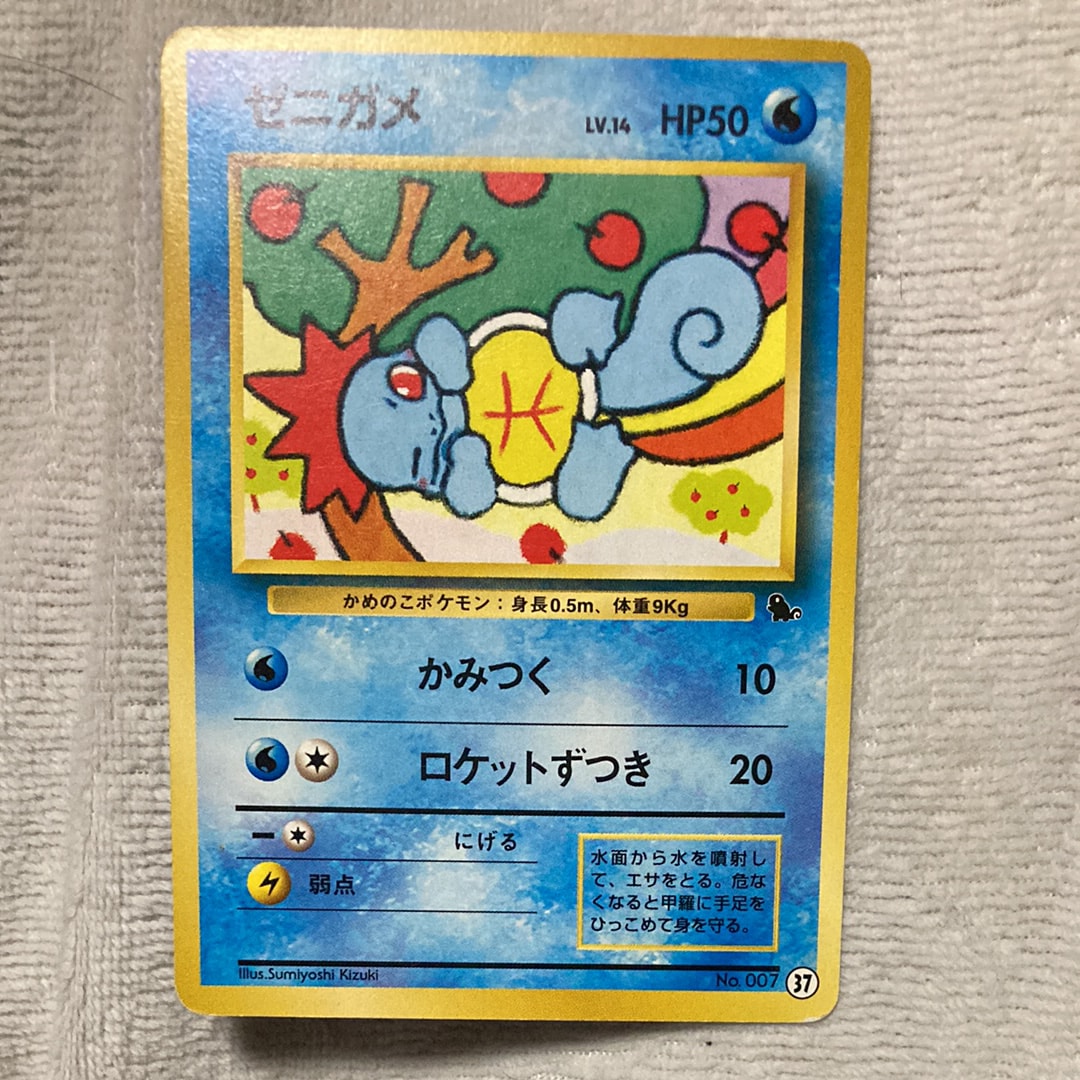 ゼニガメ LV.14 HP50
かめのこポケモン：身長0.5m、体重9Kg
かみつく 10
ロケットずつき 20
にげる
弱点
水面から水を噴射し
て、エサをとる。危な
くなると甲羅に手足を
ひっこめて身を守る。
Illus.Sumiyoshi Kizuki
No.007 37